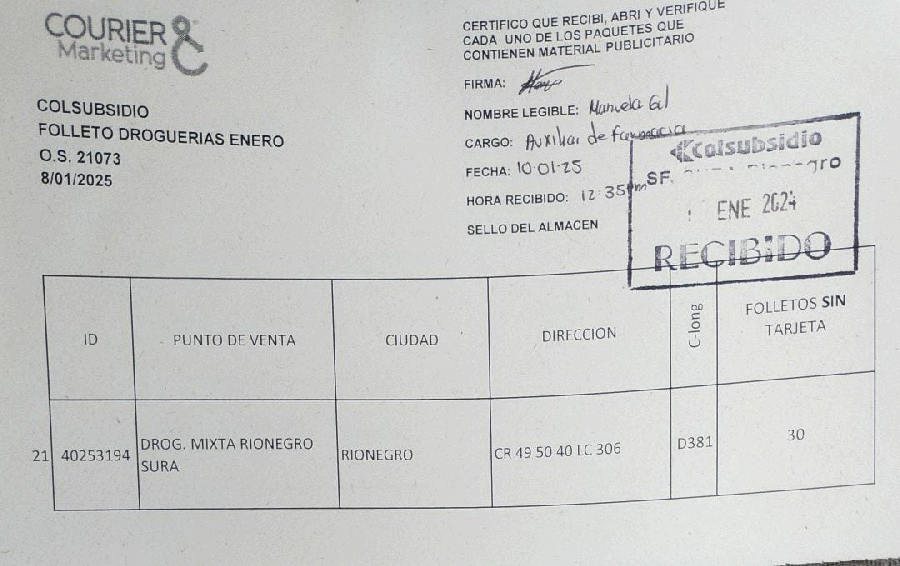 COURIER &
Marketing
COLSUBSIDIO
FOLLETO DROGUERIAS ENERO
O.S. 21073
8/01/2025
CERTIFICO QUE RECIBI, ABRI Y VERIFIQUE
CADA UNO DE LOS PAQUETES QUE
CONTIENEN MATERIAL PUBLICITARIO
FIRMA:
NOMBRE LEGIBLE: Manuela Gil
CARGO: Auxiliar de farmacia
FECHA: 10-01-25
HORA RECIBIDO: 12:35pm
SELLO DEL ALMACEN
Colsubsidio
SF.
ENE 2024
RECIBIDO
ID PUNTO DE VENTA CIUDAD DIRECCION C-long FOLLETOS SIN TARJETA
21 40253194 DROG. MIXTA RIONEGRO SURA RIONEGRO CR 49 50 40 LC 306 D381 30